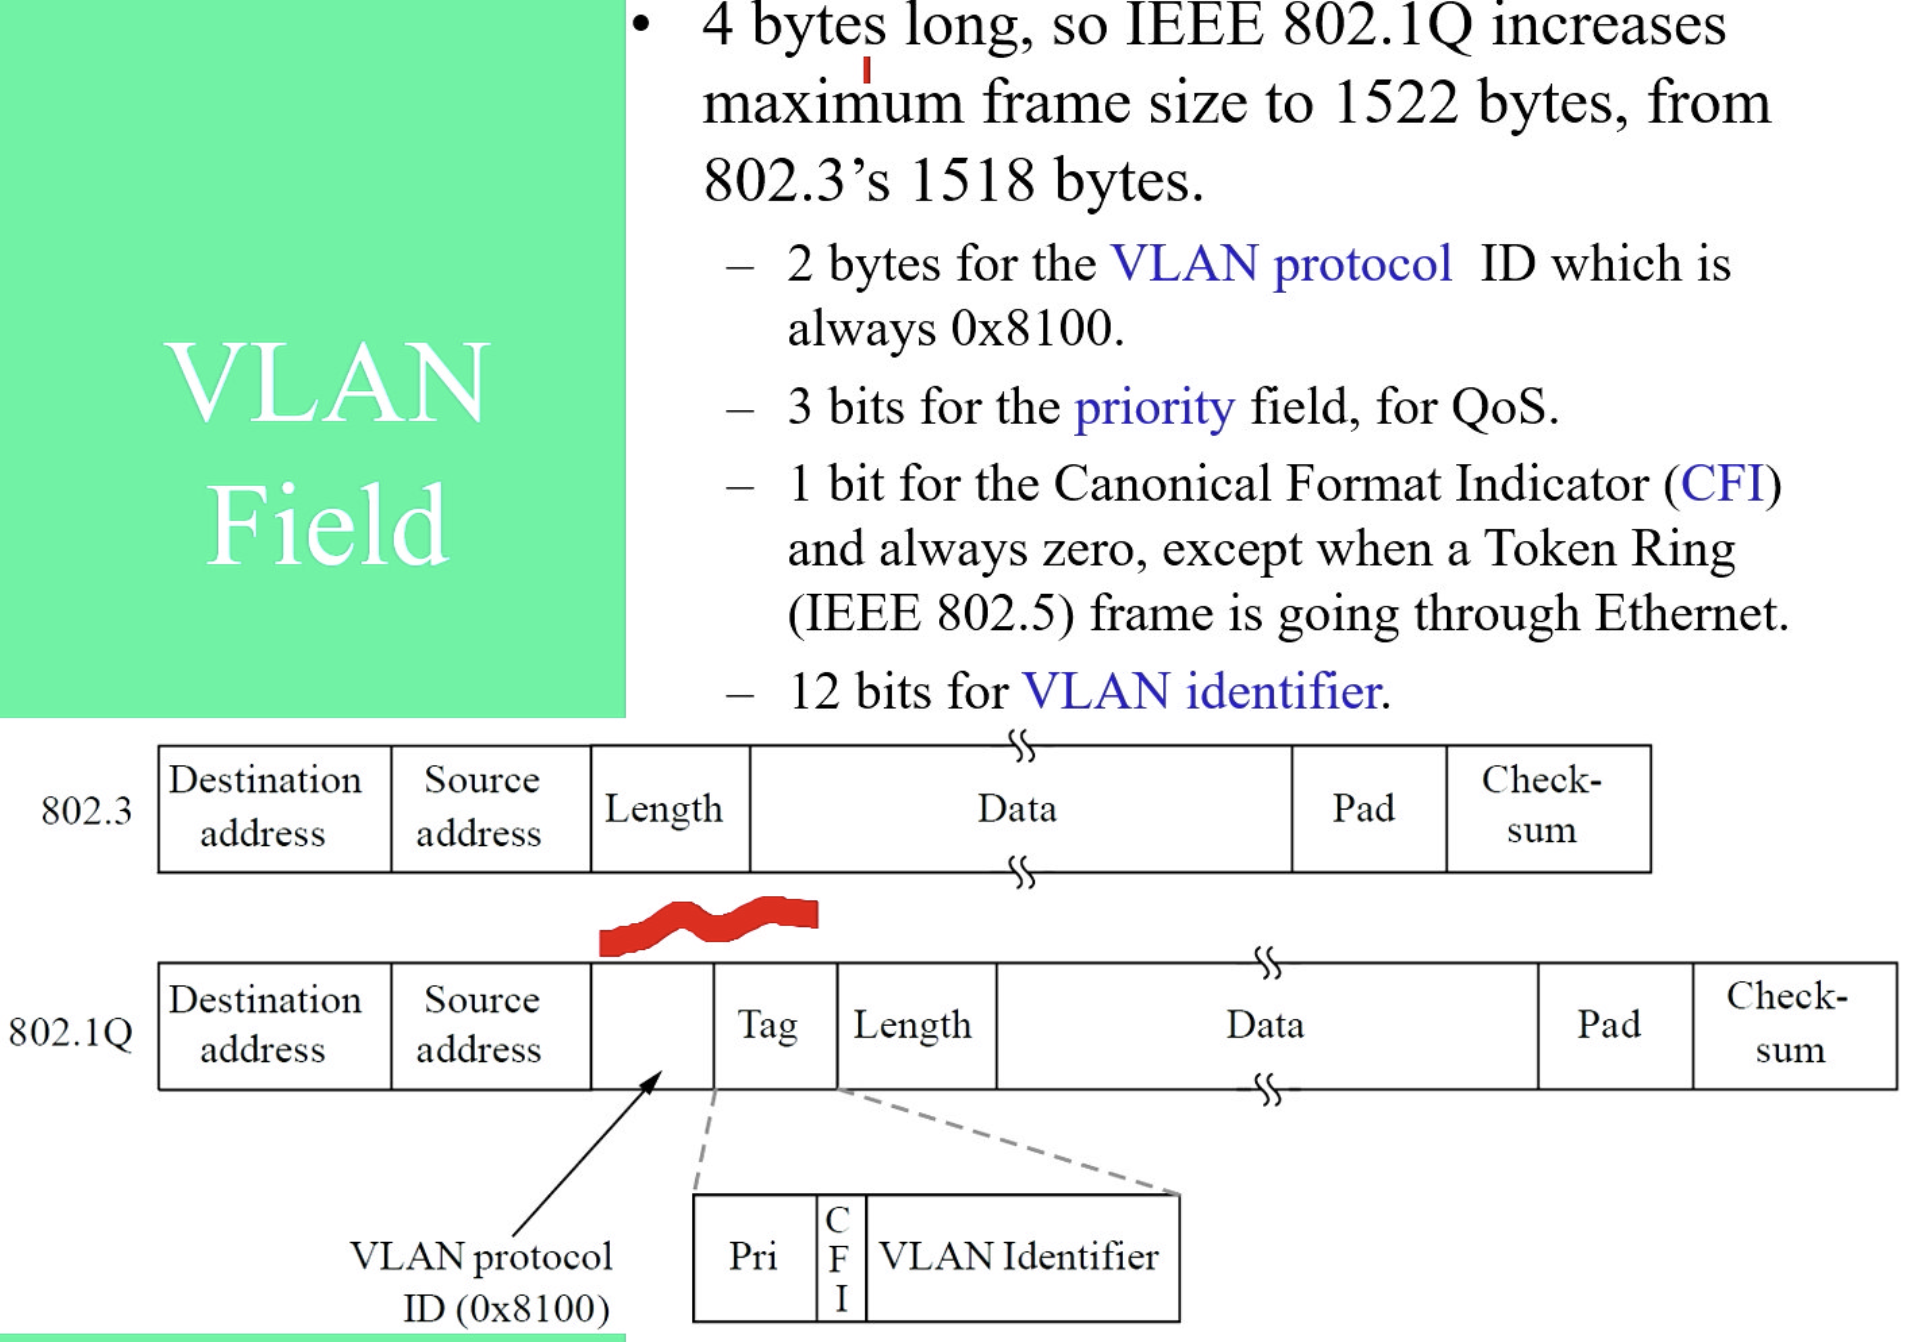 VLAN
Field
• 4 bytes long, so IEEE 802.1Q increases
maximum frame size to 1522 bytes, from
802.3’s 1518 bytes.
– 2 bytes for the VLAN protocol ID which is
always 0x8100.
– 3 bits for the priority field, for QoS.
– 1 bit for the Canonical Format Indicator (CFI)
and always zero, except when a Token Ring
(IEEE 802.5) frame is going through Ethernet.
– 12 bits for VLAN identifier.
802.3
Destination
address
Source
address
Length
Data
Pad
Check-
sum
802.1Q
Destination
address
Source
address
Tag
Length
Data
Pad
Check-
sum
VLAN protocol
ID (0x8100)
Pri
C
F
I
VLAN Identifier